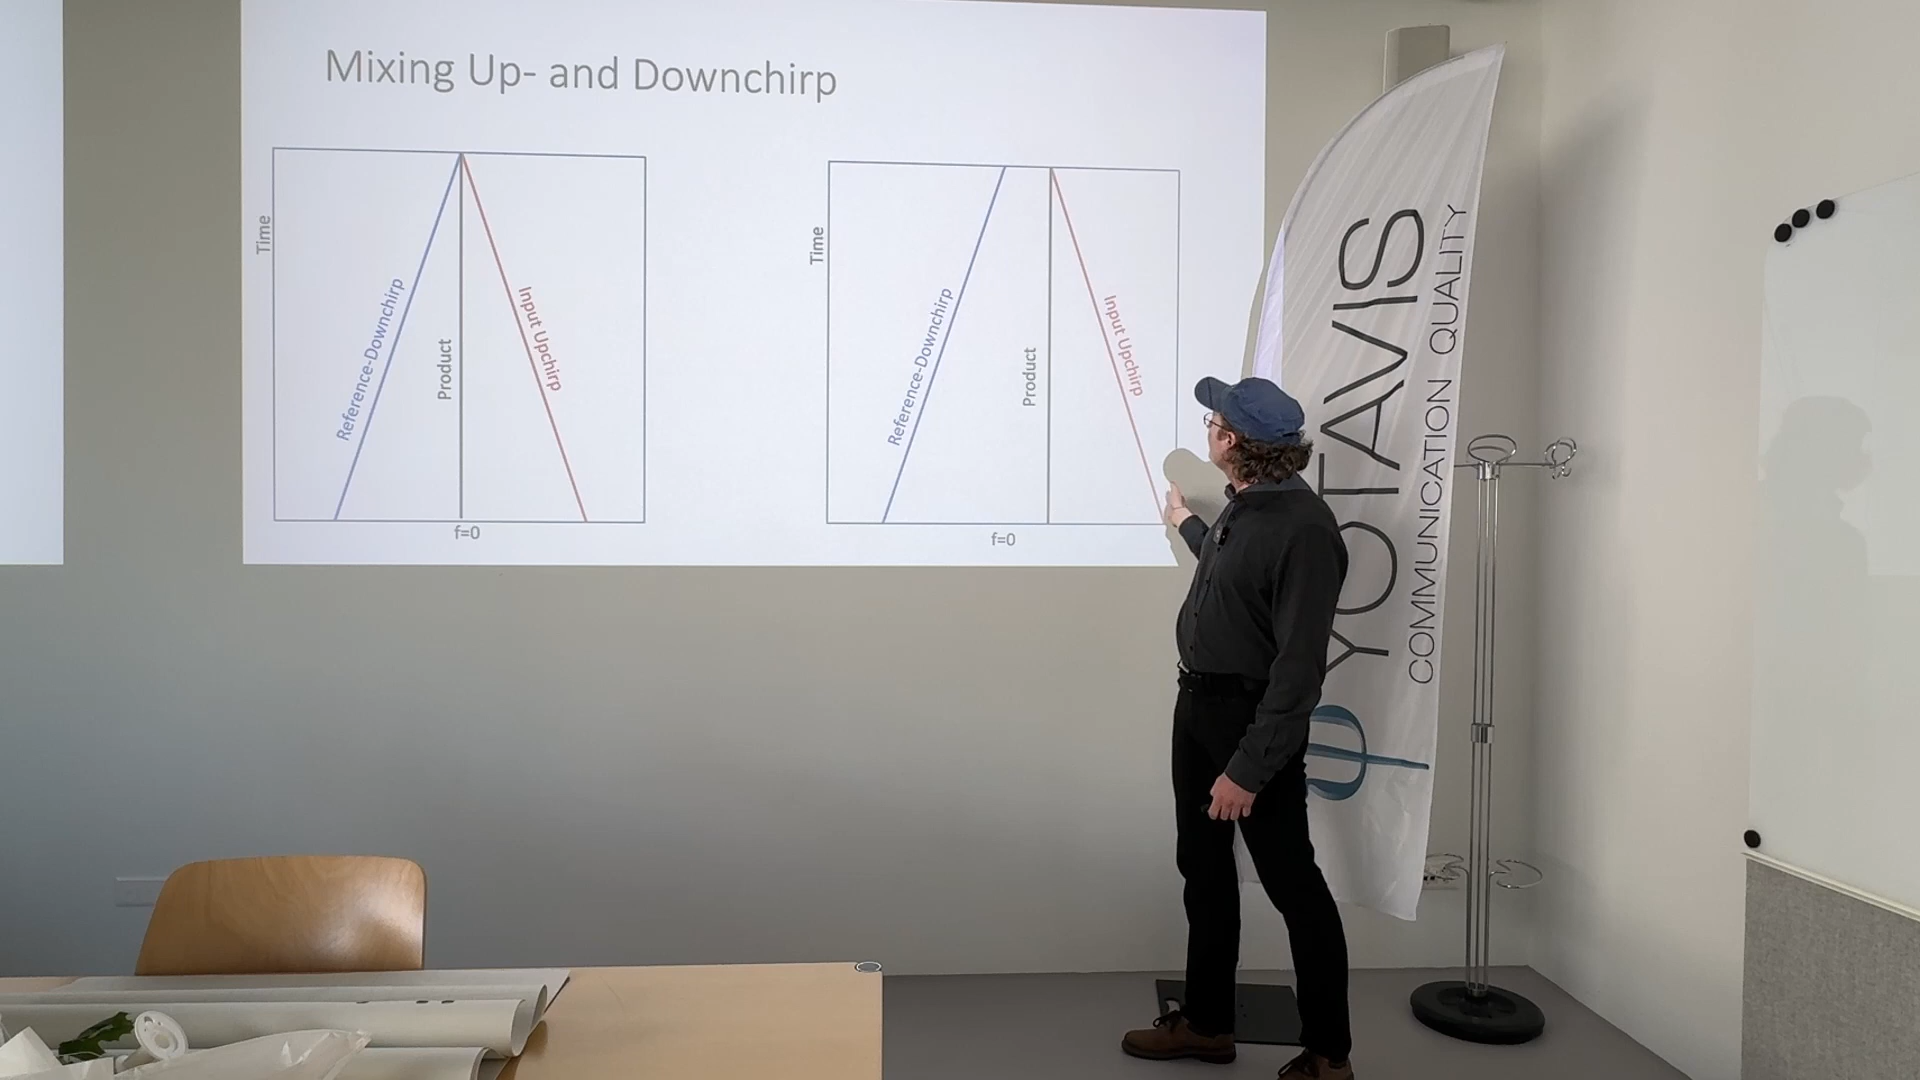 Mixing Up- and Downchirp
Time
Reference-Downchirp
Product
Input Upchirp
f=0
Time
Reference-Downchirp
Product
Input Upchirp
f=0
YOTAVIS
COMMUNICATION QUALITY